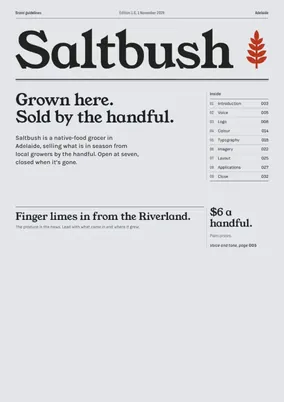 Brand guidelines
Edition 1.0, 1 November 2025
Adelaide
Saltbush
Grown here.
Sold by the handful.
Saltbush is a native-food grocer in
Adelaide, selling what is in season from
local growers by the handful. Open at seven,
closed when it's gone.
Inside
01 Introduction 003
02 Voice 005
03 Logo 008
04 Colour 014
05 Typography 018
06 Imagery 022
07 Layout 025
08 Applications 027
09 Close 032
Finger limes in from the Riverland.
The produce is the news. Lead with what came in and where it grew.
$6 a
handful.
Voice and tone, page 005